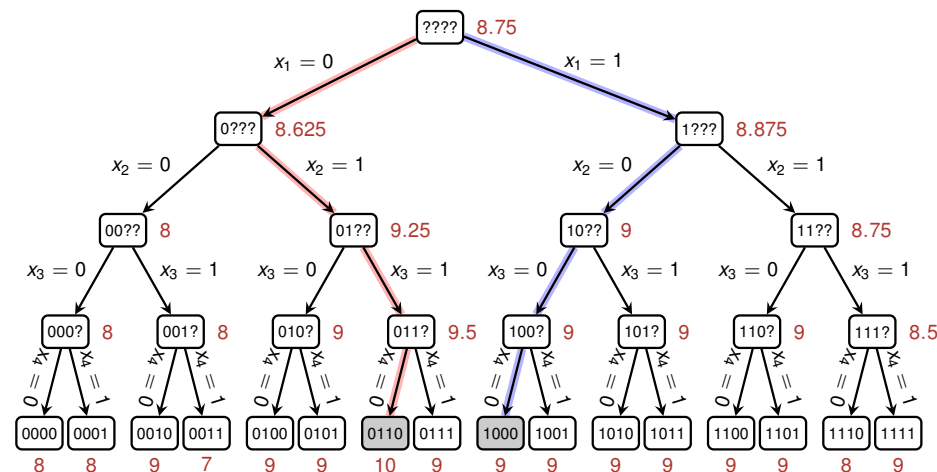 ???? 8.75
x₁ = 0 x₁ = 1
0??? 8.625 1??? 8.875
x₂ = 0 x₂ = 1 x₂ = 0 x₂ = 1
00?? 8 01?? 9.25 10?? 9 11?? 8.75
x₃ = 0 x₃ = 1 x₃ = 0 x₃ = 1 x₃ = 0 x₃ = 1 x₃ = 0 x₃ = 1
000? 8 001? 8 010? 9 011? 9.5 100? 9 101? 9 110? 9 111? 8.5
x₄ = 0 x₄ = 1 x₄ = 0 x₄ = 1 x₄ = 0 x₄ = 1 x₄ = 0 x₄ = 1 x₄ = 0 x₄ = 1 x₄ = 0 x₄ = 1 x₄ = 0 x₄ = 1 x₄ = 0 x₄ = 1
0000 0001 0010 0011 0100 0101 0110 0111 1000 1001 1010 1011 1100 1101 1110 1111
8 8 9 7 9 9 10 9 9 9 9 9 9 9 8 9